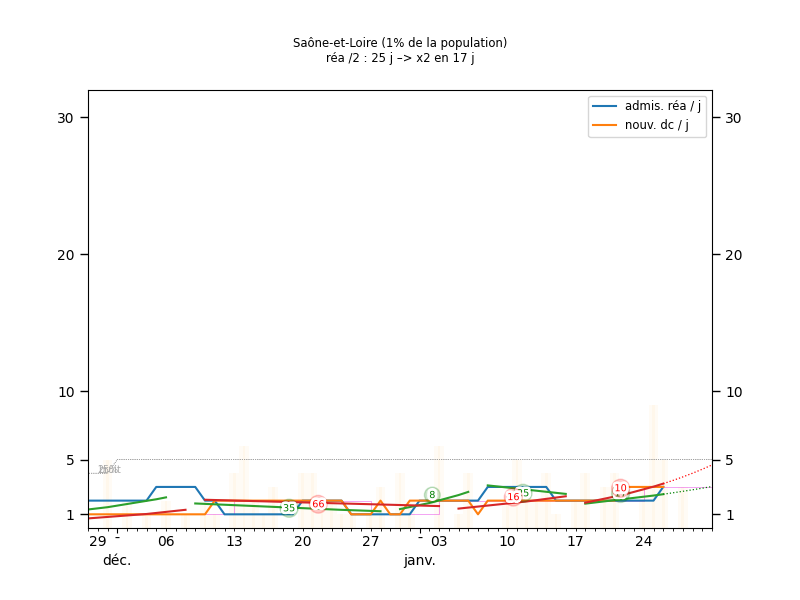 Saône-et-Loire (1% de la population)
réa /2 : 25 j –> x2 en 17 j
admis. réa / j
nouv. dc / j
30 30
20 20
10 10
5 5
1 1
8
35
66
16
10
29 - 06 13 20 27 - 03 10 17 24
déc. janv.